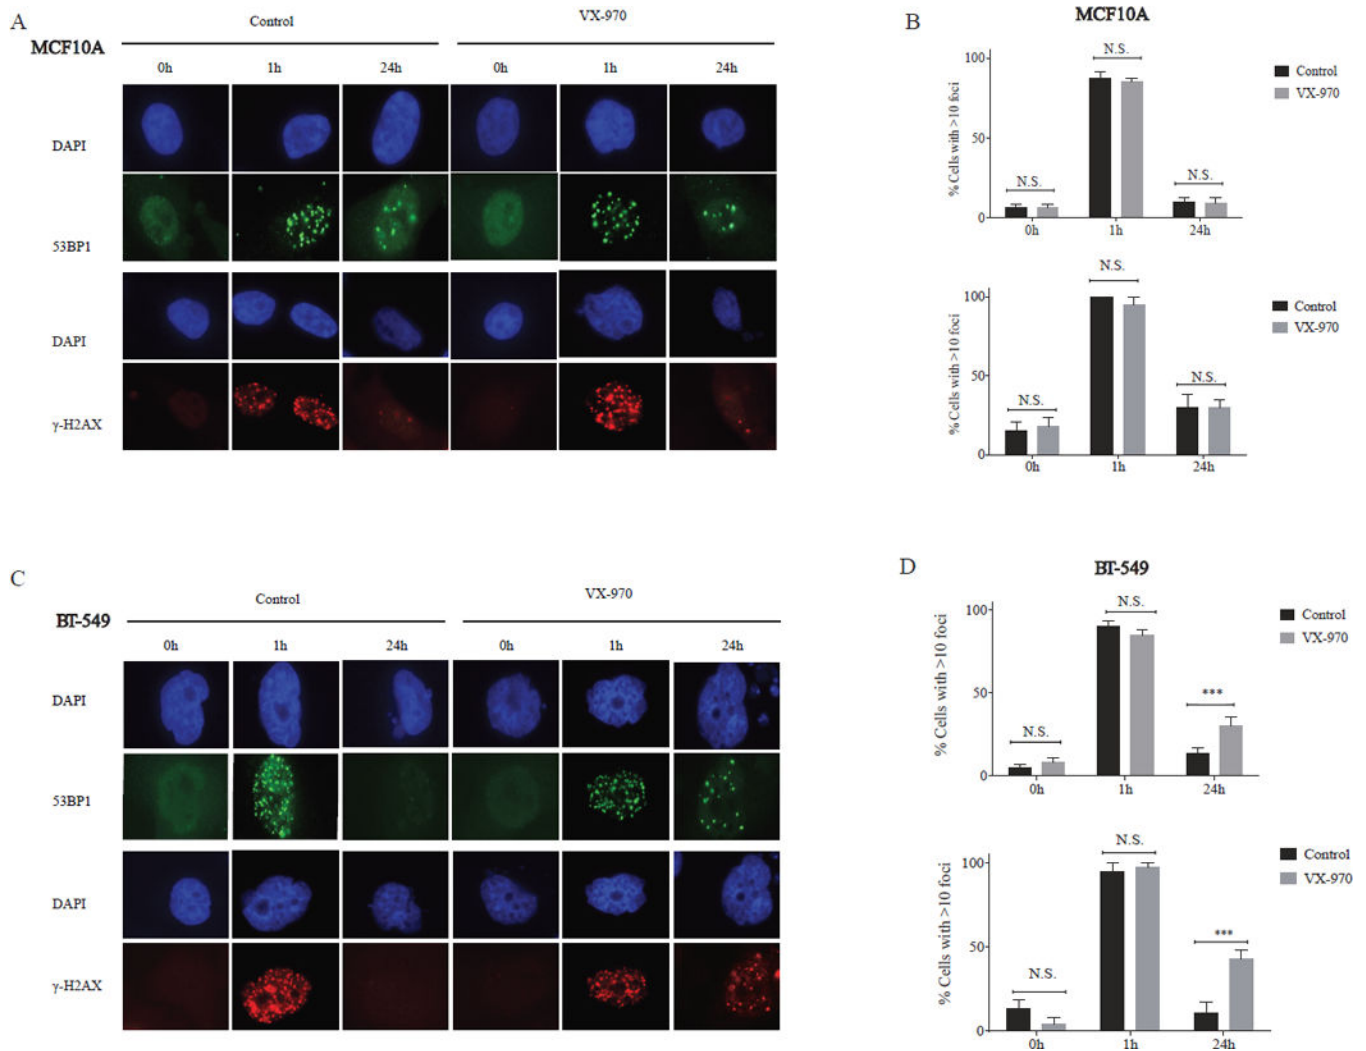 A
Control
VX-970
MCF10A
0h 1h 24h 0h 1h 24h
DAPI
53BP1
DAPI
γ-H2AX
B
MCF10A
% Cells with >10 foci
100
50
0
N.S.
N.S.
N.S.
0h 1h 24h
Control
VX-970
% Cells with >10 foci
100
50
0
N.S.
N.S.
N.S.
0h 1h 24h
Control
VX-970
C
Control
VX-970
BT-549
0h 1h 24h 0h 1h 24h
DAPI
53BP1
DAPI
γ-H2AX
D
BT-549
% Cells with >10 foci
100
50
0
N.S.
N.S.
***
0h 1h 24h
Control
VX-970
% Cells with >10 foci
100
50
0
N.S.
N.S.
***
0h 1h 24h
Control
VX-970